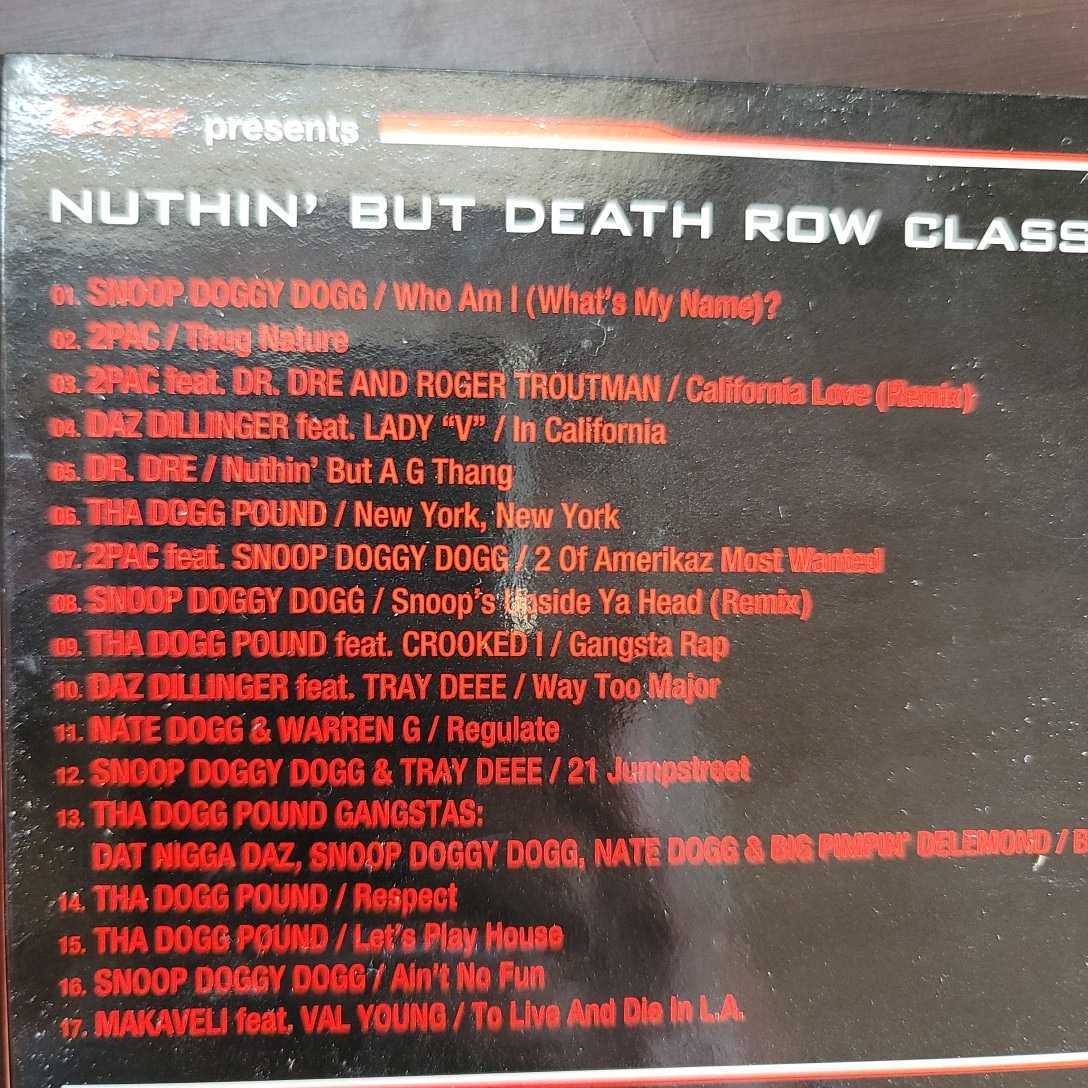 presents
NUTHIN' BUT DEATH ROW CLASS
01. SNOOP DOGGY DOGG / Who Am I (What's My Name)?
02. 2PAC / Thug Nature
03. 2PAC feat. DR. DRE AND ROGER TROUTMAN / California Love (Remix)
04. DAZ DILLINGER feat. LADY “V” / In California
05. DR. DRE / Nuthin' But A G Thang
06. THA DOGG POUND / New York, New York
07. 2PAC feat. SNOOP DOGGY DOGG / 2 Of Amerikaz Most Wanted
08. SNOOP DOGGY DOGG / Snoop's Upside Ya Head (Remix)
09. THA DOGG POUND feat. CROOKED I / Gangsta Rap
10. DAZ DILLINGER feat. TRAY DEEE / Way Too Major
11. NATE DOGG & WARREN G / Regulate
12. SNOOP DOGGY DOGG & TRAY DEEE / 21 Jumpstreet
13. THA DOGG POUND GANGSTAS:
DAT NIGGA DAZ, SNOOP DOGGY DOGG, NATE DOGG & BIG PIMPIN' DELEMOND / B
14. THA DOGG POUND / Respect
15. THA DOGG POUND / Let's Play House
16. SNOOP DOGGY DOGG / Ain't No Fun
17. MAKAVELI feat. VAL YOUNG / To Live And Die In L.A.